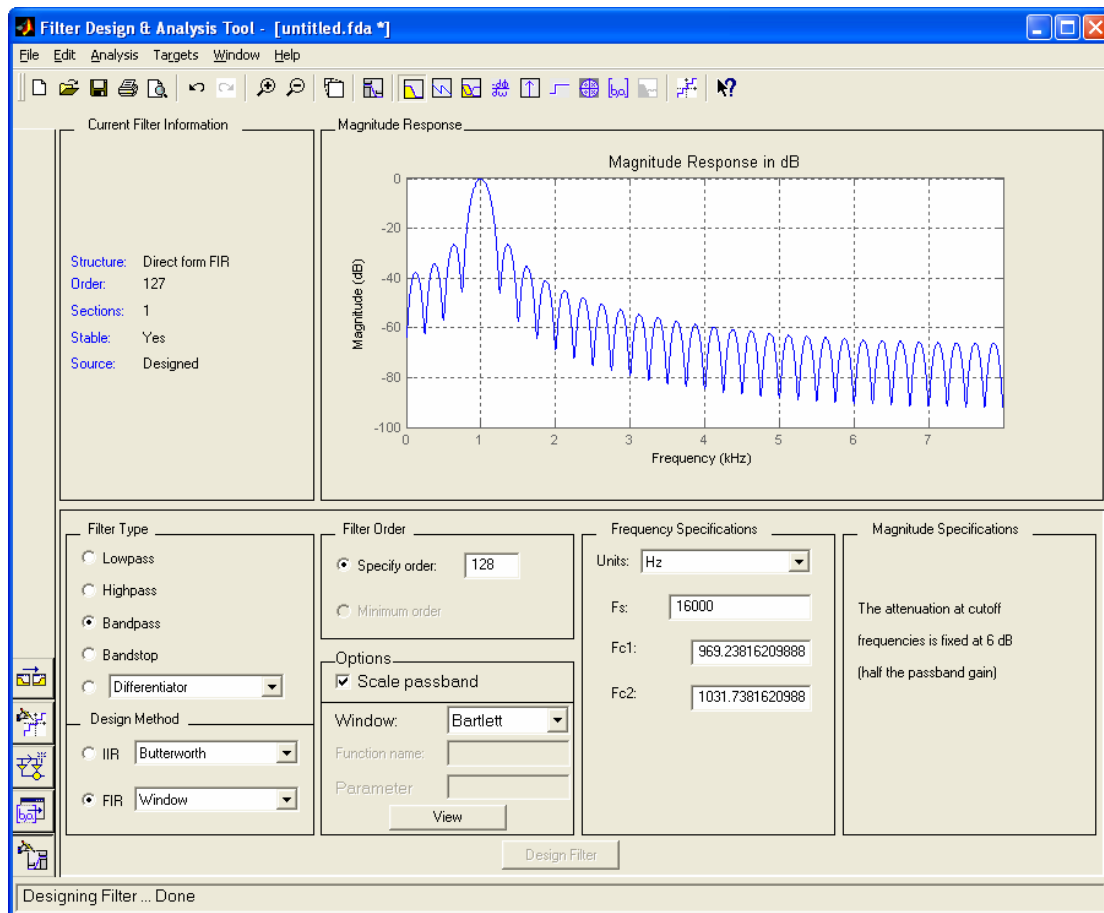 Filter Design & Analysis Tool - [untitled.fda *]
File Edit Analysis Targets Window Help
Current Filter Information
Structure: Direct form FIR
Order: 127
Sections: 1
Stable: Yes
Source: Designed
Magnitude Response
Magnitude Response in dB
Magnitude (dB)
0
-20
-40
-60
-80
-100
0 1 2 3 4 5 6 7
Frequency (kHz)
Filter Type
Lowpass
Highpass
Bandpass
Bandstop
Differentiator
Design Method
IIR Butterworth
FIR Window
Filter Order
Specify order: 128
Minimum order
Options
Scale passband
Window: Bartlett
Function name:
Parameter
View
Frequency Specifications
Units: Hz
Fs: 16000
Fc1: 969.23816209888
Fc2: 1031.7381620988
Magnitude Specifications
The attenuation at cutoff
frequencies is fixed at 6 dB
(half the passband gain)
Design Filter
Designing Filter ... Done